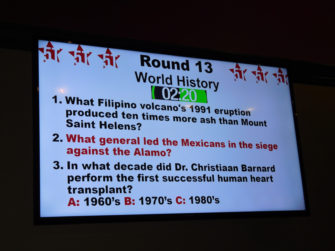 Round 13
World History
02:20
1. What Filipino volcano's 1991 eruption
produced ten times more ash than Mount
Saint Helens?
2. What general led the Mexicans in the siege
against the Alamo?
3. In what decade did Dr. Christiaan Barnard
perform the first successful human heart
transplant?
A: 1960's B: 1970's C: 1980's